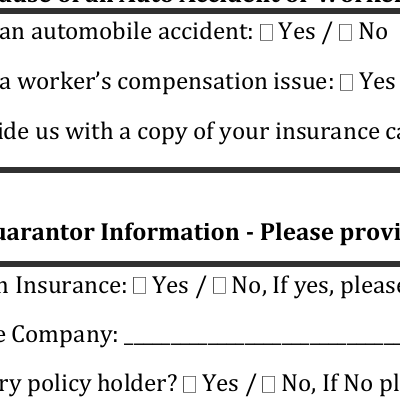 an automobile accident: ☐ Yes / ☐ No
a worker's compensation issue: ☐ Yes
ide us with a copy of your insurance ca
uarantor Information - Please provi
n Insurance: ☐ Yes / ☐ No, If yes, please
e Company: ____________________
ry policy holder? ☐ Yes / ☐ No, If No pl